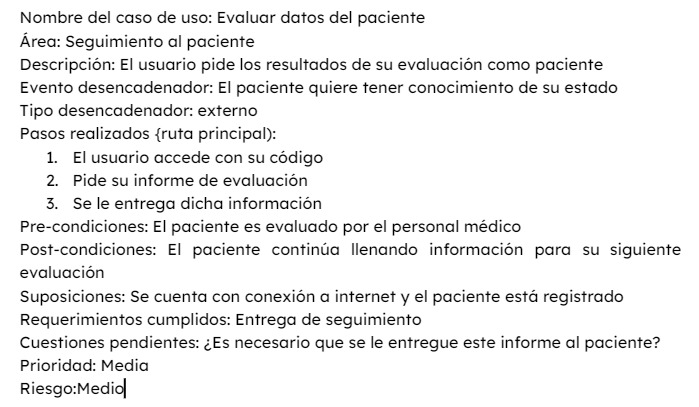 Nombre del caso de uso: Evaluar datos del paciente
Área: Seguimiento al paciente
Descripción: El usuario pide los resultados de su evaluación como paciente
Evento desencadenador: El paciente quiere tener conocimiento de su estado
Tipo desencadenador: externo
Pasos realizados {ruta principal):
1. El usuario accede con su código
2. Pide su informe de evaluación
3. Se le entrega dicha información
Pre-condiciones: El paciente es evaluado por el personal médico
Post-condiciones: El paciente continúa llenando información para su siguiente
evaluación
Suposiciones: Se cuenta con conexión a internet y el paciente está registrado
Requerimientos cumplidos: Entrega de seguimiento
Cuestiones pendientes: ¿Es necesario que se le entregue este informe al paciente?
Prioridad: Media
Riesgo:Medio